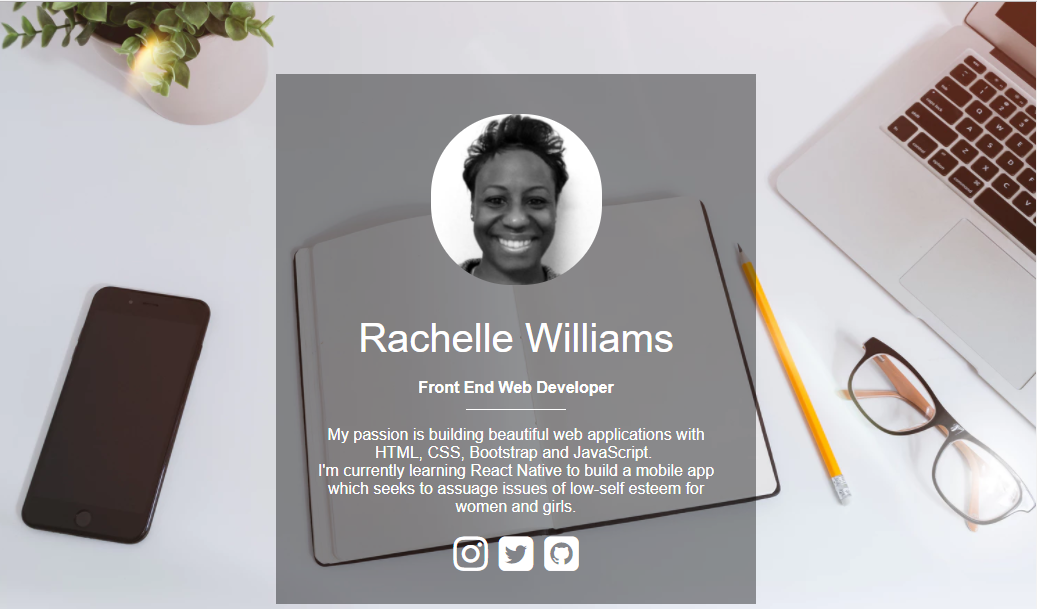 Rachelle Williams
Front End Web Developer
My passion is building beautiful web applications with
HTML, CSS, Bootstrap and JavaScript.
I'm currently learning React Native to build a mobile app
which seeks to assuage issues of low-self esteem for
women and girls.